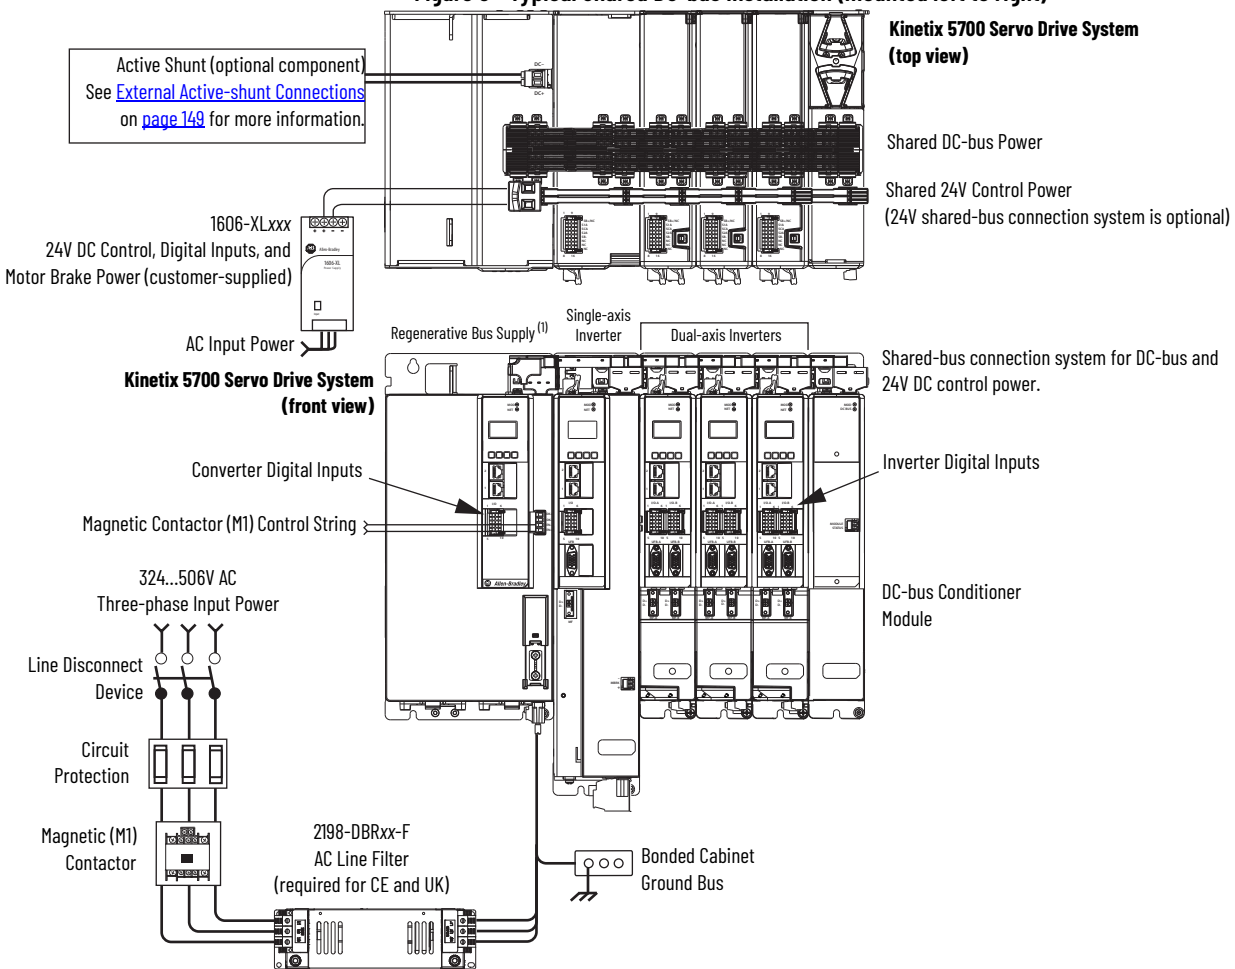 Kinetix 5700 Servo Drive System
(top view)
Active Shunt (optional component)
See External Active-shunt Connections
on page 149 for more information.
DC-
DC+
Shared DC-bus Power
Shared 24V Control Power
(24V shared-bus connection system is optional)
1606-XLxxx
24V DC Control, Digital Inputs, and
Motor Brake Power (customer-supplied)
Allen-Bradley
1606-XL
AC Input Power
Regenerative Bus Supply (1)
Single-axis
Inverter
Dual-axis Inverters
Shared-bus connection system for DC-bus and
24V DC control power.
Kinetix 5700 Servo Drive System
(front view)
Converter Digital Inputs
Inverter Digital Inputs
Magnetic Contactor (M1) Control String
Allen-Bradley
324...506V AC
Three-phase Input Power
DC-bus Conditioner
Module
Line Disconnect
Device
Circuit
Protection
Magnetic (M1)
Contactor
2198-DBRxx-F
AC Line Filter
(required for CE and UK)
Bonded Cabinet
Ground Bus